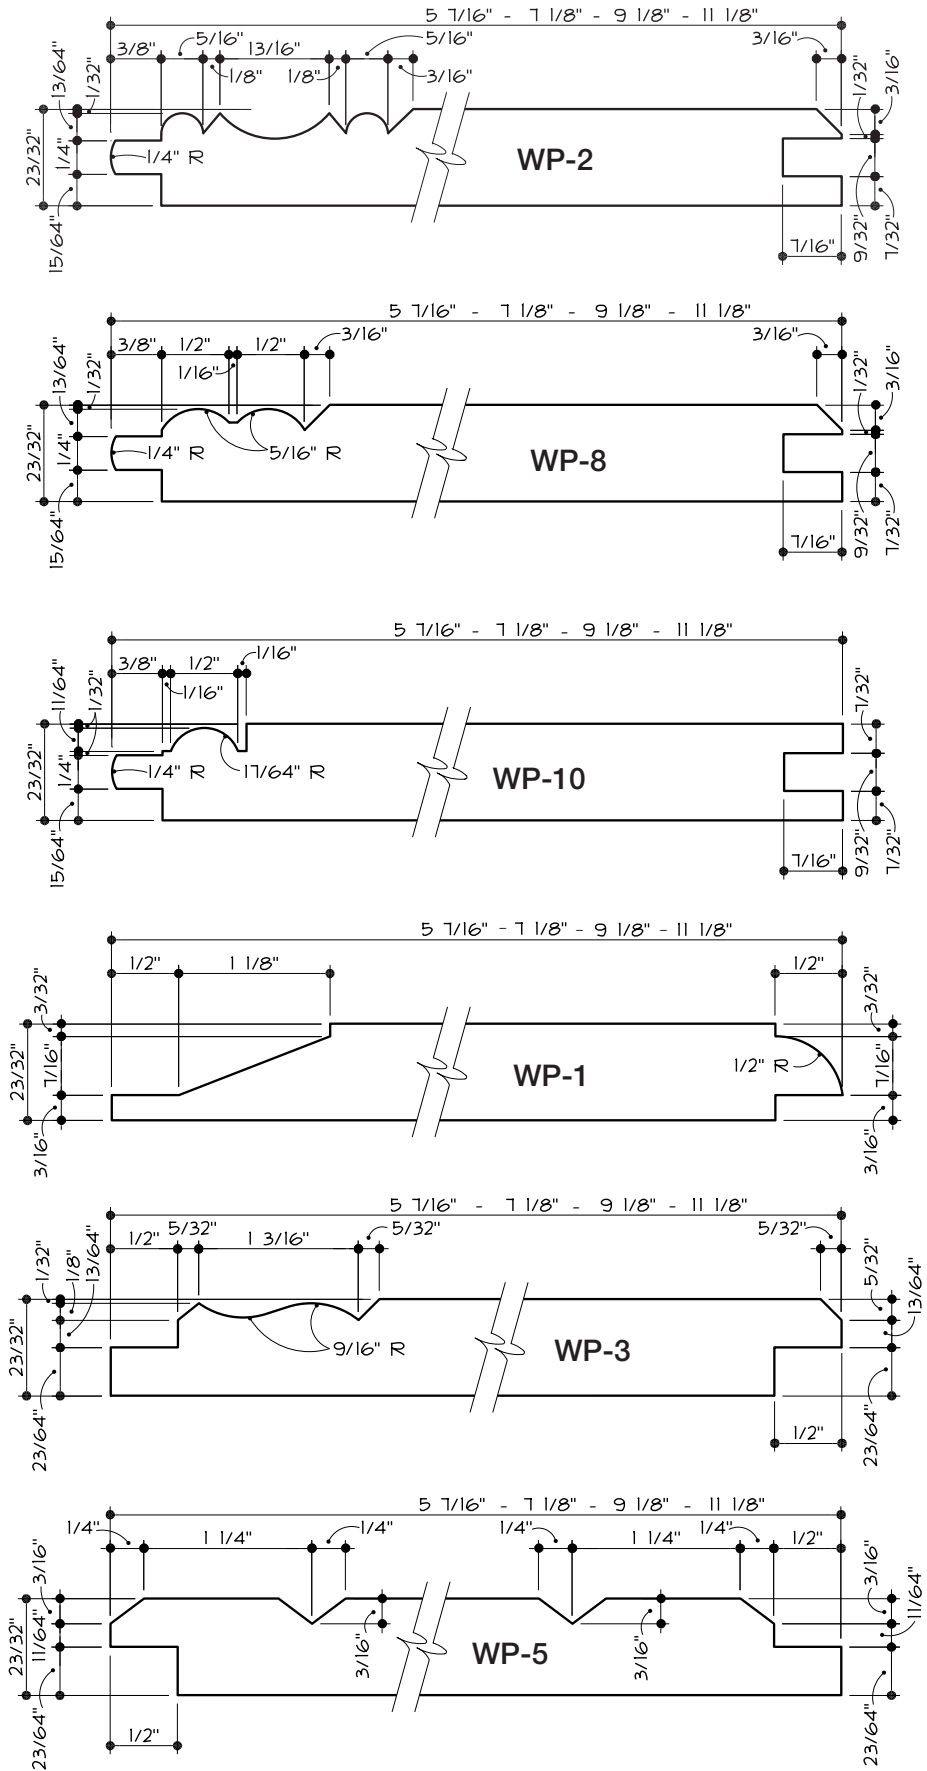 5 7/16" - 7 1/8" - 9 1/8" - 11 1/8"
5/16" 5/16"
3/8" 13/16" 3/16"
1/8" 1/8" 3/16"
13/64" 1/32" 1/32" 3/16"
23/32" 1/4" 1/4" R WP-2
15/64" 7/16" 9/32" 7/32"
5 7/16" - 7 1/8" - 9 1/8" - 11 1/8"
3/16" 3/16"
3/8" 1/2" 1/2"
1/16"
13/64" 1/32" 1/32" 3/16"
23/32" 1/4" 1/4" R 5/16" R WP-8
15/64" 7/16" 9/32" 7/32"
5 7/16" - 7 1/8" - 9 1/8" - 11 1/8"
1/16"
3/8" 1/2"
1/16"
11/64" 1/32" 7/32"
23/32" 1/4" 1/4" R 17/64" R WP-10
15/64" 7/16" 9/32" 7/32"
5 7/16" - 7 1/8" - 9 1/8" - 11 1/8"
1/2" 1 1/8" 1/2"
3/32" 3/32"
23/32" 7/16" WP-1 1/2" R 7/16"
3/16" 3/16"
5 7/16" - 7 1/8" - 9 1/8" - 11 1/8"
5/32" 5/32" 5/32"
1/2" 1 3/16"
1/32" 1/8" 13/64" 5/32" 13/64"
23/32" 9/16" R WP-3
23/64" 1/2" 23/64"
5 7/16" - 7 1/8" - 9 1/8" - 11 1/8"
1/4" 1/4" 1/4" 1/4"
1 1/4" 1 1/4" 1/2"
3/16" 3/16" 11/64"
23/32" 11/64" 3/16" WP-5 3/16"
23/64" 1/2" 23/64"